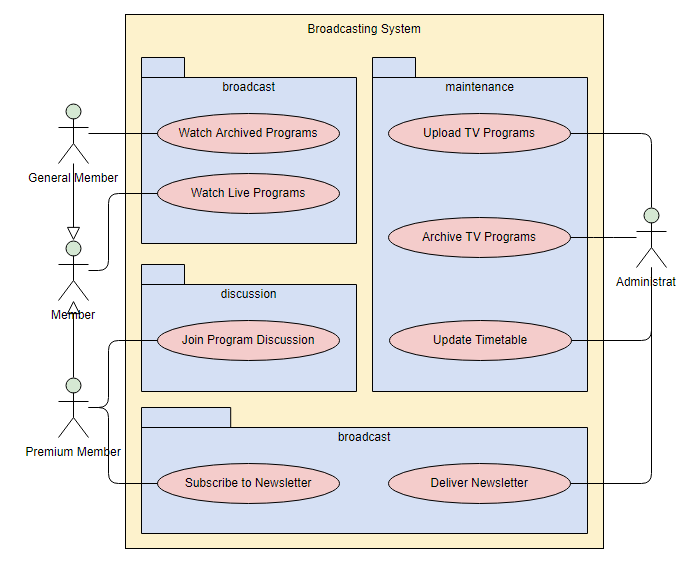 Broadcasting System
broadcast
maintenance
Watch Archived Programs
Upload TV Programs
General Member
Watch Live Programs
Archive TV Programs
Member
Administrat
discussion
Join Program Discussion
Update Timetable
Premium Member
broadcast
Subscribe to Newsletter
Deliver Newsletter